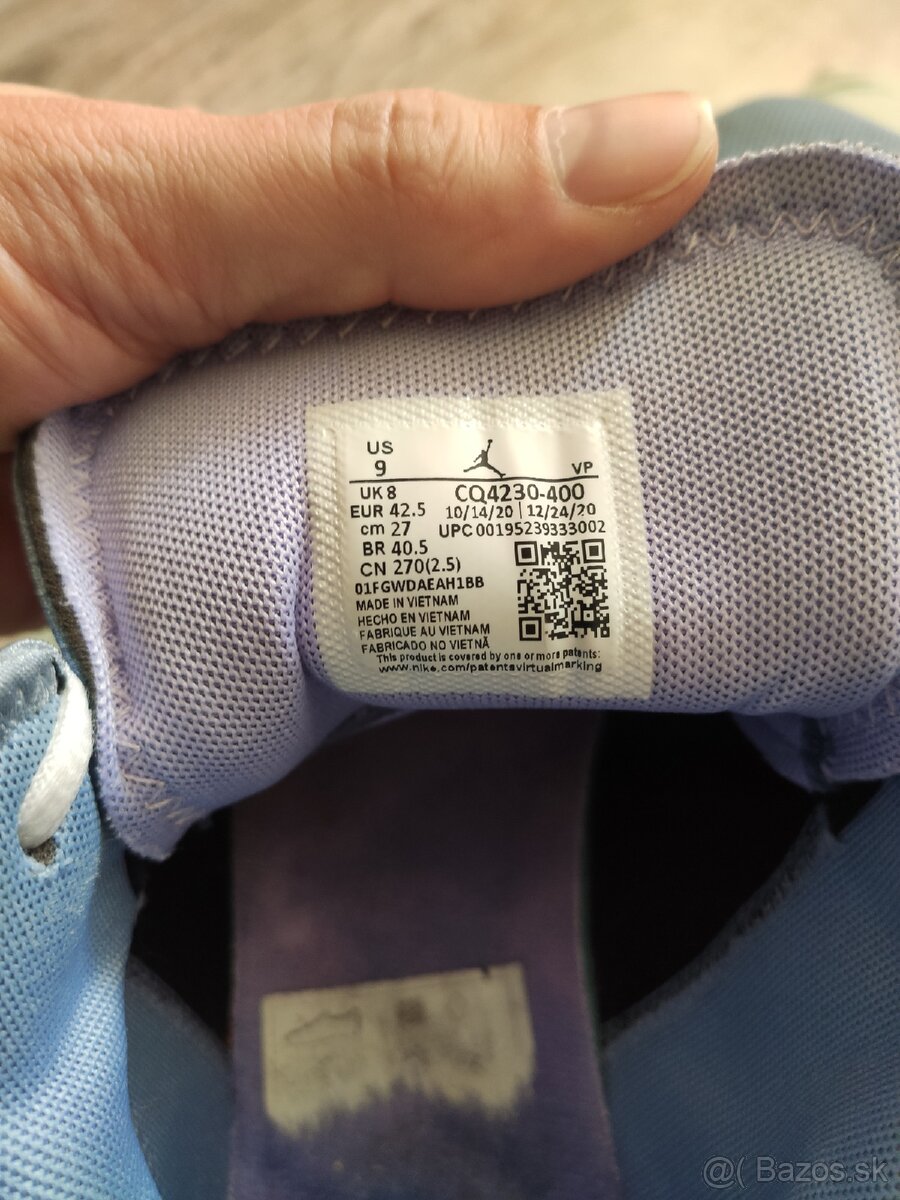 US
9
VP
UK 8
CQ4230-400
EUR 42.5
10/14/20 | 12/24/20
cm 27
UPC 00195239333002
BR 40.5
CN 270(2.5)
01FGWDAEAH1BB
MADE IN VIETNAM
HECHO EN VIETNAM
FABRIQUE AU VIETNAM
FABRICADO NO VIETNÃ
This product is covered by one or more patents:
www.nike.com/patentsvirtualmarking
@( Bazos.sk